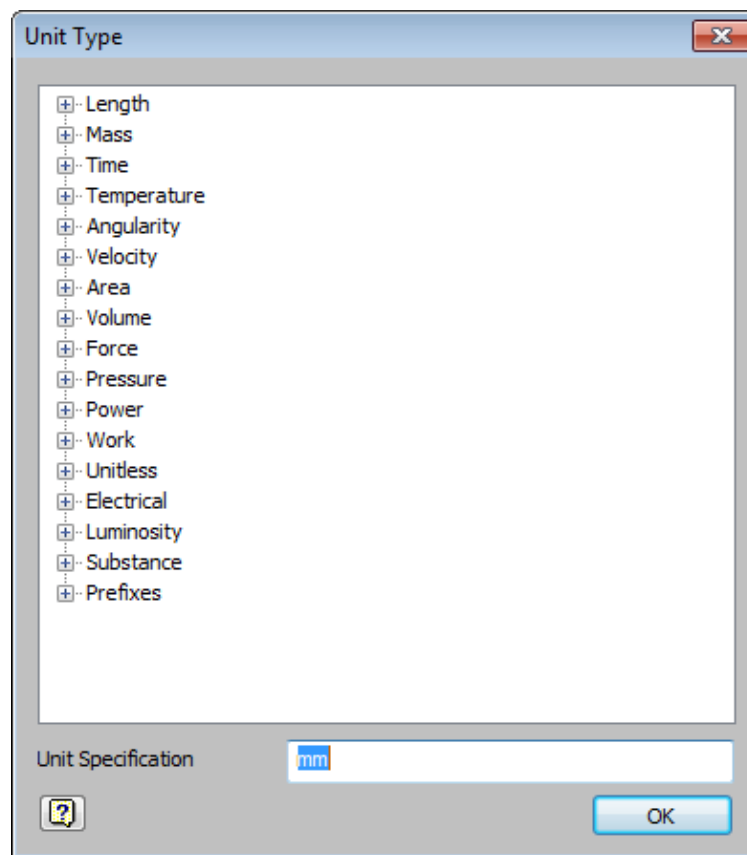 Unit Type
Length
Mass
Time
Temperature
Angularity
Velocity
Area
Volume
Force
Pressure
Power
Work
Unitless
Electrical
Luminosity
Substance
Prefixes
Unit Specification mm
OK